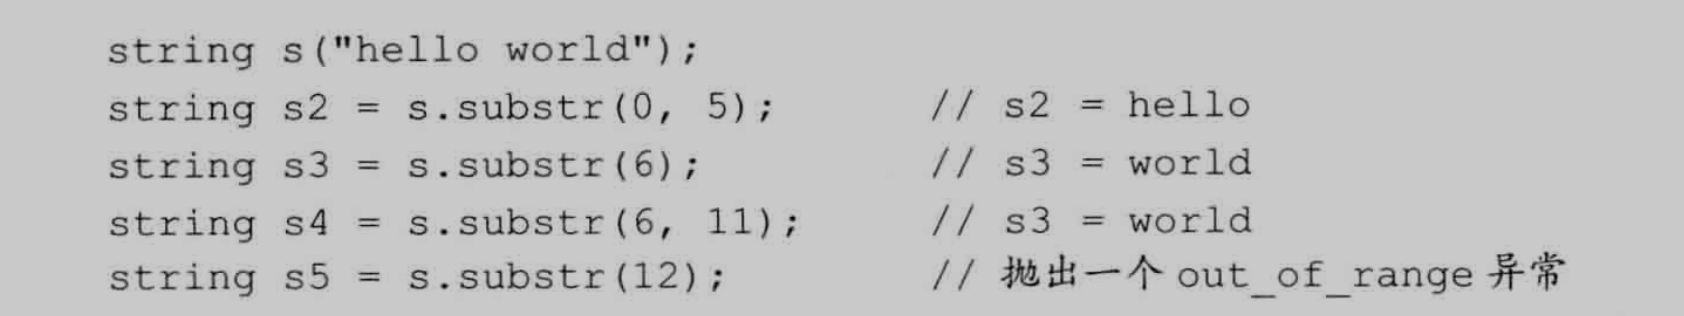 string s("hello world");
string s2 = s.substr(0, 5); // s2 = hello
string s3 = s.substr(6); // s3 = world
string s4 = s.substr(6, 11); // s3 = world
string s5 = s.substr(12); // 抛出一个 out_of_range 异常